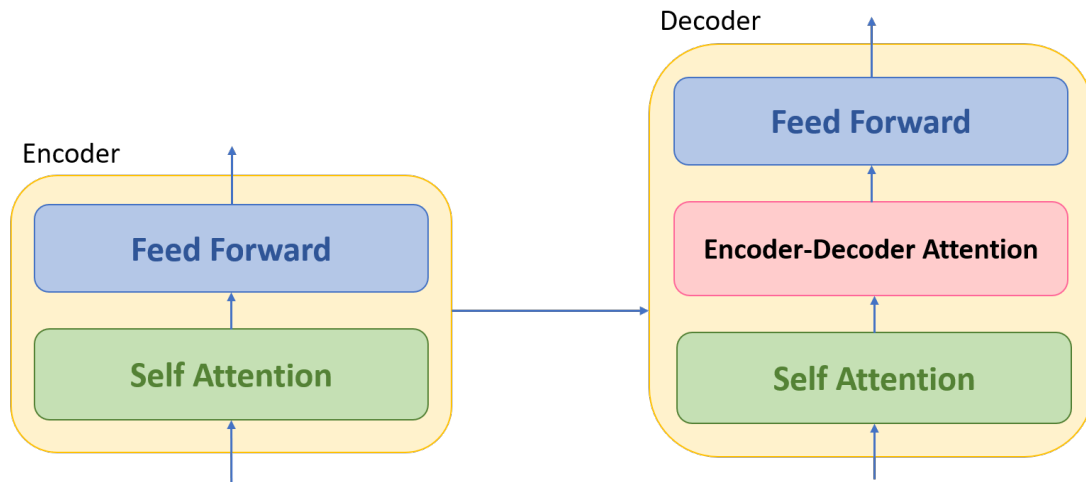 Encoder
Feed Forward
Self Attention
Decoder
Feed Forward
Encoder-Decoder Attention
Self Attention